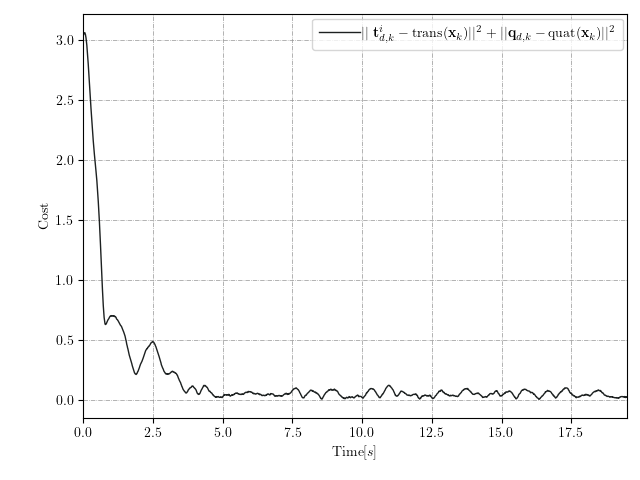 || t^i_{d,k} − trans(x_k)||^2 + ||q_{d,k} − quat(x_k)||^2
3.0
2.5
2.0
1.5
1.0
0.5
0.0
Cost
0.0 2.5 5.0 7.5 10.0 12.5 15.0 17.5
Time[s]